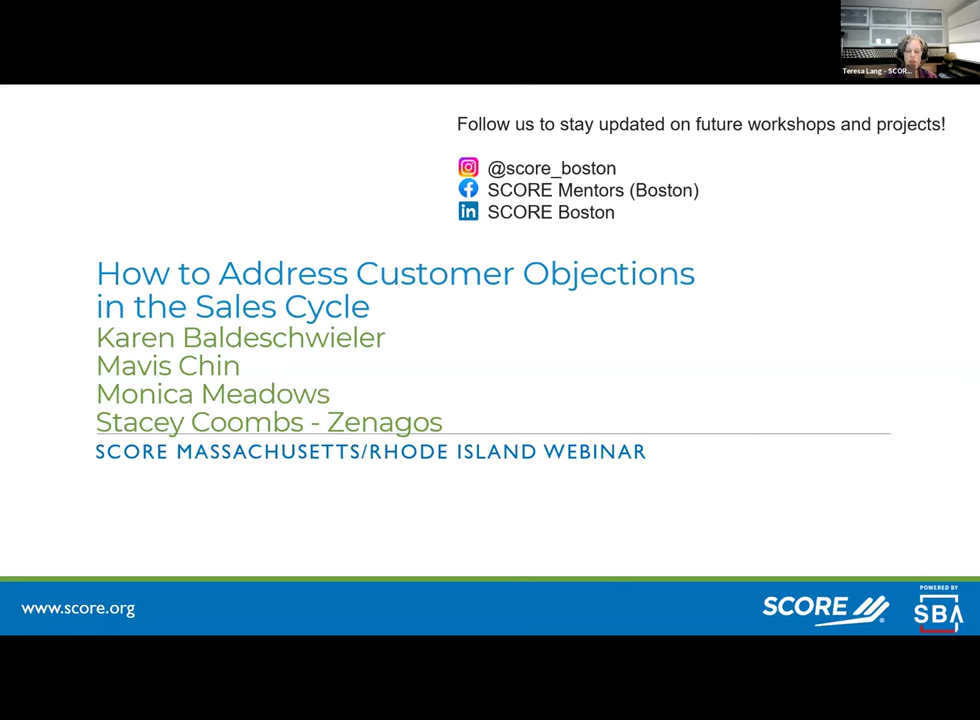 Teresa Lang - SCOR...
Follow us to stay updated on future workshops and projects!
@score_boston
SCORE Mentors (Boston)
in SCORE Boston
How to Address Customer Objections
in the Sales Cycle
Karen Baldeschwieler
Mavis Chin
Monica Meadows
Stacey Coombs - Zenagos
SCORE MASSACHUSETTS/RHODE ISLAND WEBINAR
www.score.org
SCORE
POWERED BY
SBA